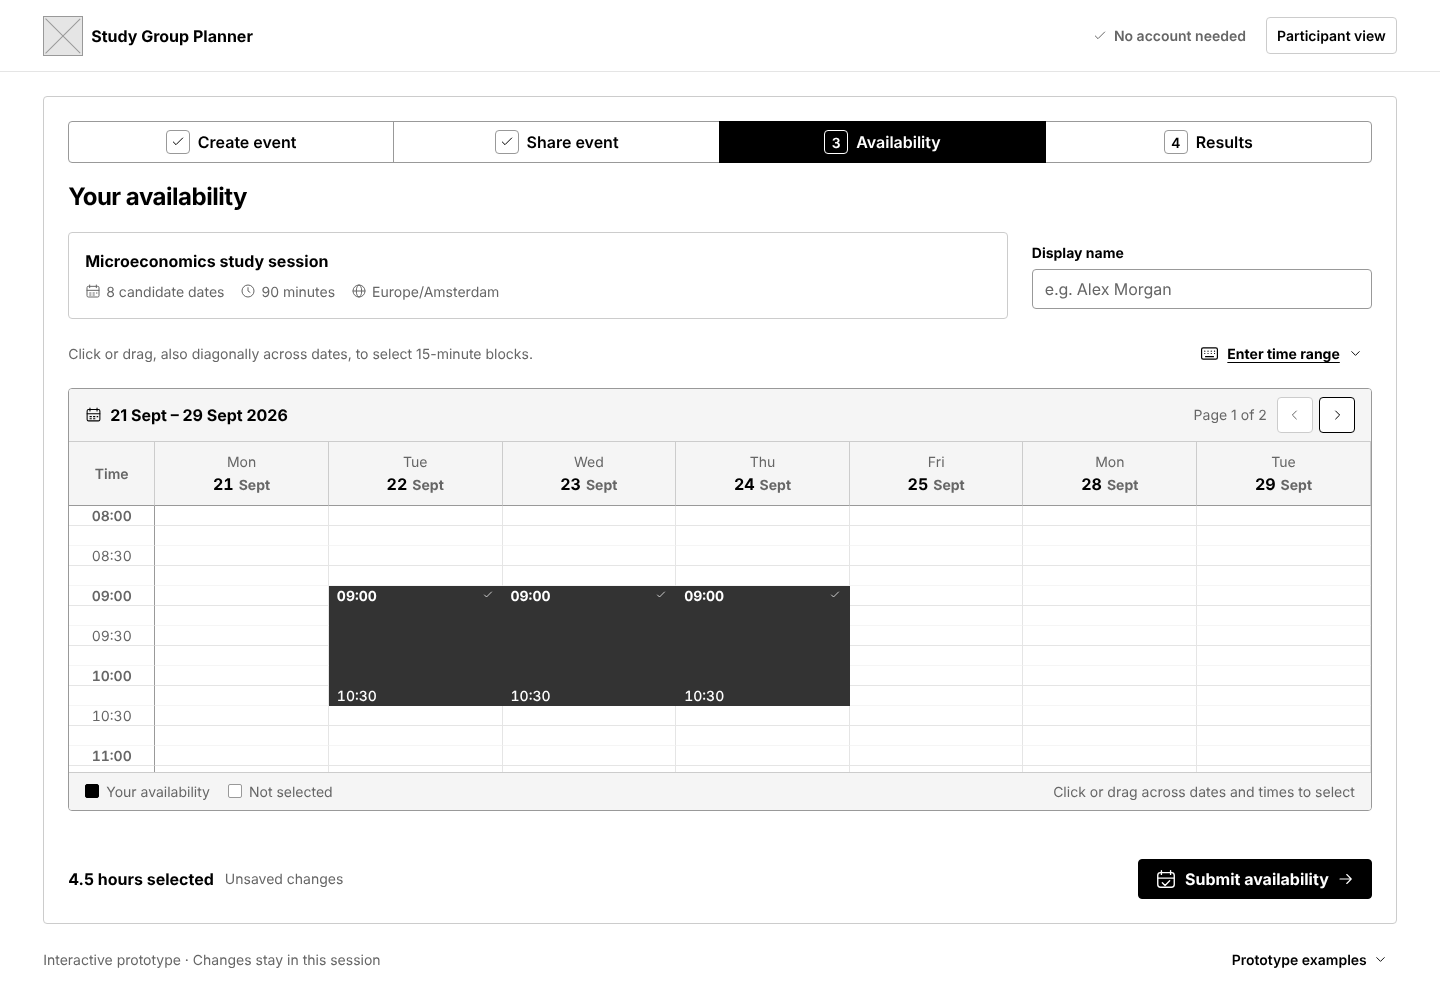 Study Group Planner
No account needed
Participant view
Create event
Share event
3 Availability
4 Results
Your availability
Microeconomics study session
8 candidate dates 90 minutes Europe/Amsterdam
Display name
e.g. Alex Morgan
Click or drag, also diagonally across dates, to select 15-minute blocks.
Enter time range
21 Sept – 29 Sept 2026
Page 1 of 2
Time
Mon
21 Sept
Tue
22 Sept
Wed
23 Sept
Thu
24 Sept
Fri
25 Sept
Mon
28 Sept
Tue
29 Sept
08:00
08:30
09:00 09:00 09:00 09:00
09:30
10:00
10:30 10:30 10:30
10:30
11:00
Your availability Not selected
Click or drag across dates and times to select
4.5 hours selected Unsaved changes
Submit availability
Interactive prototype · Changes stay in this session
Prototype examples